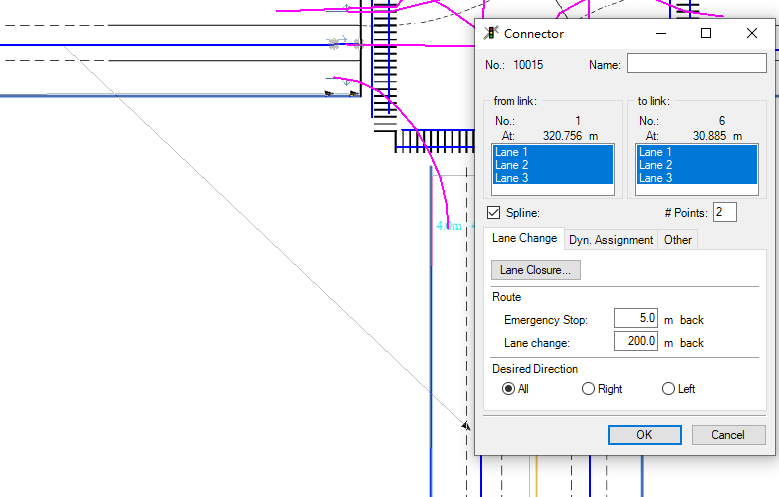 Connector
No.: 10015 Name:
from link: to link:
No.: 1 No.: 6
At: 320.756 m At: 30.885 m
Lane 1 Lane 1
Lane 2 Lane 2
Lane 3 Lane 3
Spline: # Points: 2
4.0m
Lane Change Dyn. Assignment Other
Lane Closure...
Route
Emergency Stop: 5.0 m back
Lane change: 200.0 m back
Desired Direction
All Right Left
OK Cancel